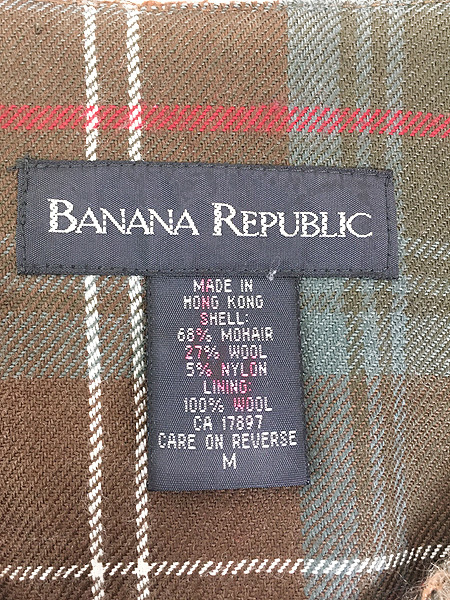 BANANA REPUBLIC
MADE IN
HONG KONG
SHELL:
68% MOHAIR
27% WOOL
5% NYLON
LINING:
100% WOOL
CA 17897
CARE ON REVERSE
M